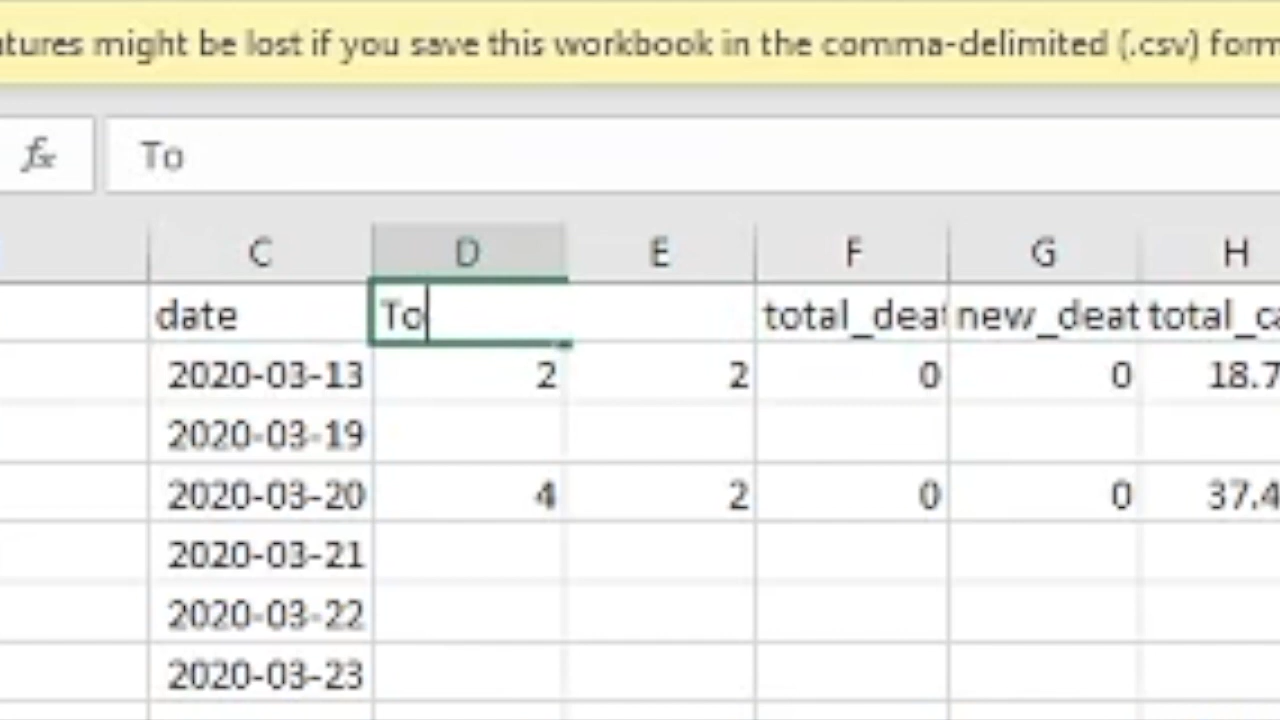 atures might be lost if you save this workbook in the comma-delimited (.csv) form
fx To
C D E F G H
date To total_deat new_deat total_ca
2020-03-13 2 2 0 0 18.7
2020-03-19
2020-03-20 4 2 0 0 37.4
2020-03-21
2020-03-22
2020-03-23